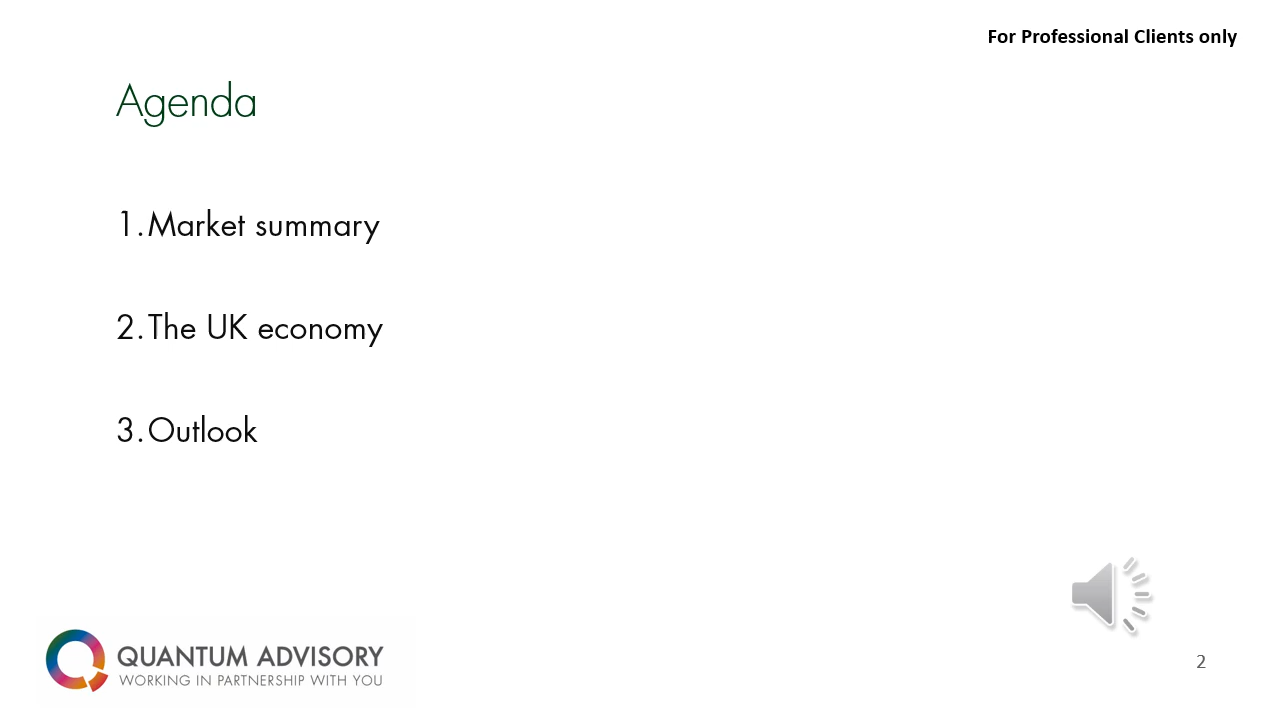 For Professional Clients only
Agenda
1. Market summary
2. The UK economy
3. Outlook
QUANTUM ADVISORY
WORKING IN PARTNERSHIP WITH YOU
2